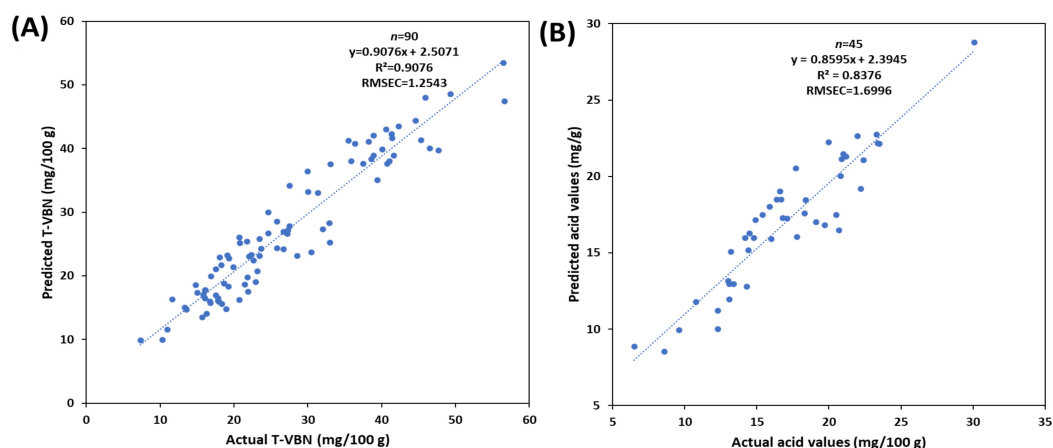 (A)
n=90
y=0.9076x + 2.5071
R²=0.9076
RMSEC=1.2543
Predicted T-VBN (mg/100 g)
60
50
40
30
20
10
0
0 10 20 30 40 50 60
Actual T-VBN (mg/100 g)
(B)
n=45
y = 0.8595x + 2.3945
R² = 0.8376
RMSEC=1.6996
Predicted acid values (mg/g)
30
25
20
15
10
5
5 10 15 20 25 30 35
Actual acid values (mg/100 g)